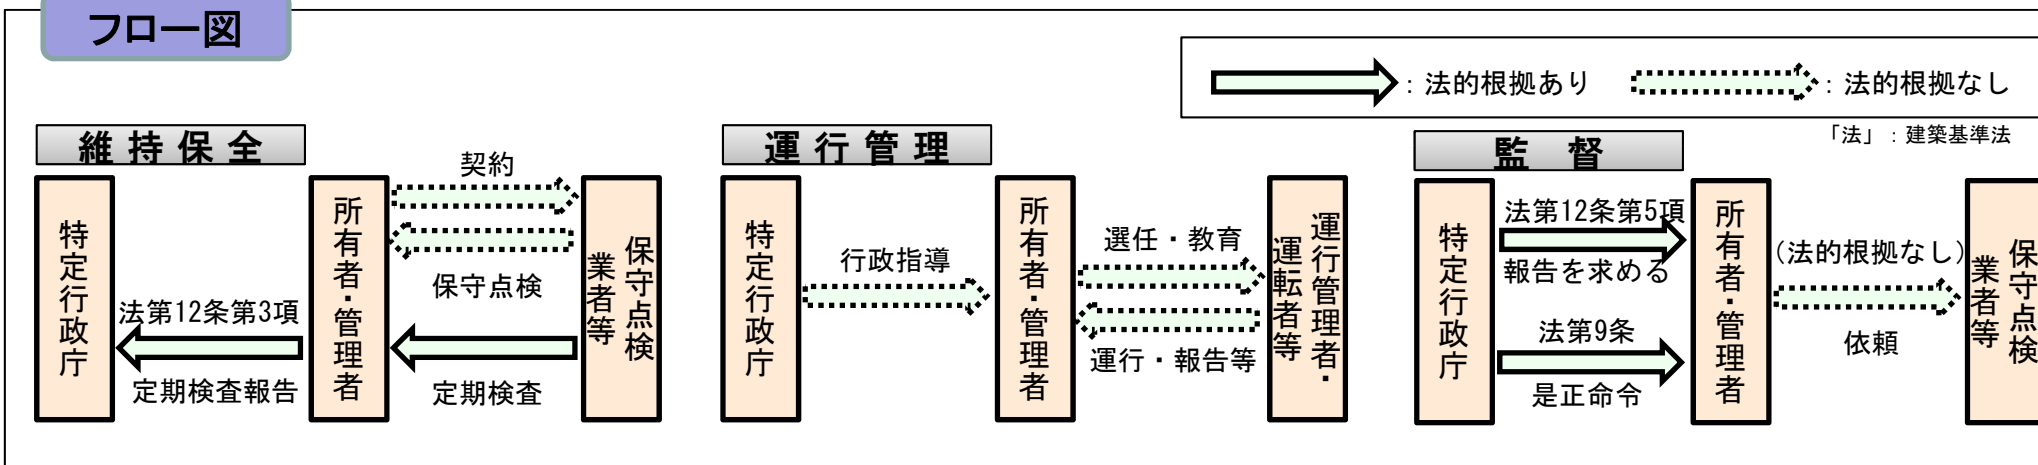 フロー図
：法的根拠あり
：法的根拠なし
「法」：建築基準法
維持保全
特定行政庁
法第12条第3項
定期検査報告
所有者・管理者
契約
保守点検
定期検査
保守点検
業者等
運行管理
特定行政庁
行政指導
所有者・管理者
選任・教育
運行・報告等
運行管理者・
運転者等
監督
特定行政庁
法第12条第5項
報告を求める
法第9条
是正命令
所有者・管理者
(法的根拠なし)
依頼
保守点検
業者等